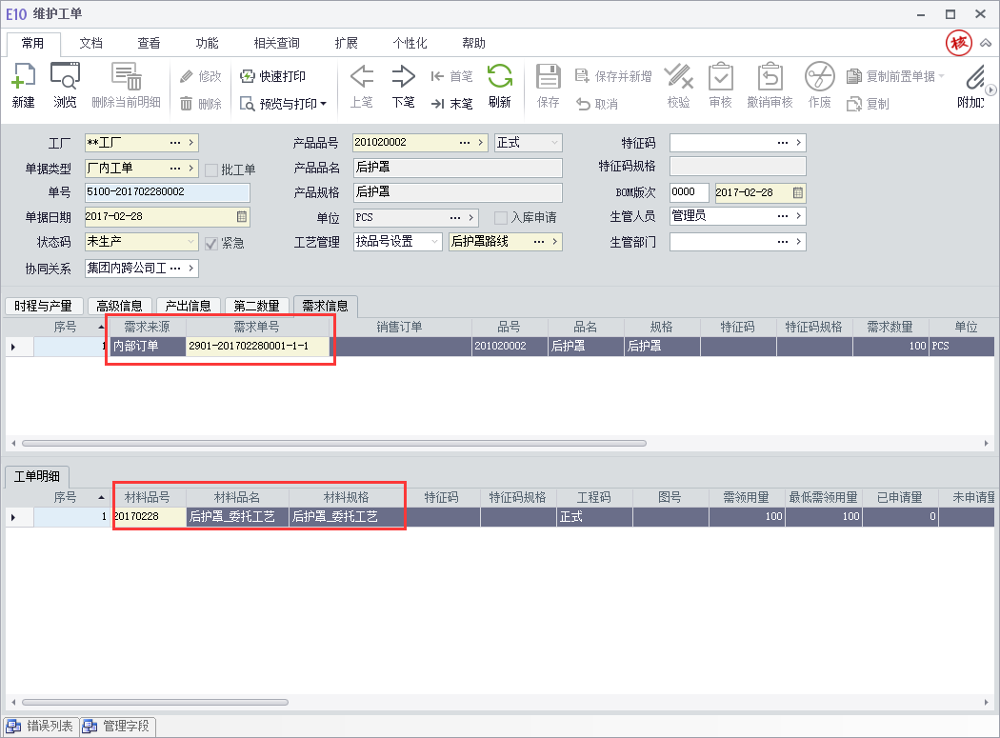 E10 维护工单
常用 文档 查看 功能 相关查询 扩展 个性化 帮助 核
新建 浏览 删除当前明细 修改 删除 快速打印 预览与打印 上笔 下笔 首笔 末笔 刷新 保存 保存并新增 取消 校验 审核 撤销审核 作废 复制前置单据 复制 附加
工厂 **工厂 产品品号 201020002 正式 特征码
单据类型 厂内工单 批工单 产品品名 后护罩 特征码规格
单号 5100-201702280002 产品规格 后护罩 BOM版次 0000 2017-02-28
单据日期 2017-02-28 单位 PCS 入库申请 生管人员 管理员
状态码 未生产 紧急 工艺管理 按品号设置 后护罩路线 生管部门
协同关系 集团内跨公司工
时程与产量 高级信息 产出信息 第二数量 需求信息
序号 需求来源 需求单号 销售订单 品号 品名 规格 特征码 特征码规格 需求数量 单位
1 内部订单 2901-201702280001-1-1 201020002 后护罩 后护罩 100 PCS
工单明细
序号 材料品号 材料品名 材料规格 特征码 特征码规格 工程码 图号 需领用量 最低需领用量 已申请量 未申请量
1 20170228 后护罩_委托工艺 后护罩_委托工艺 正式 100 100 0
错误列表 管理字段